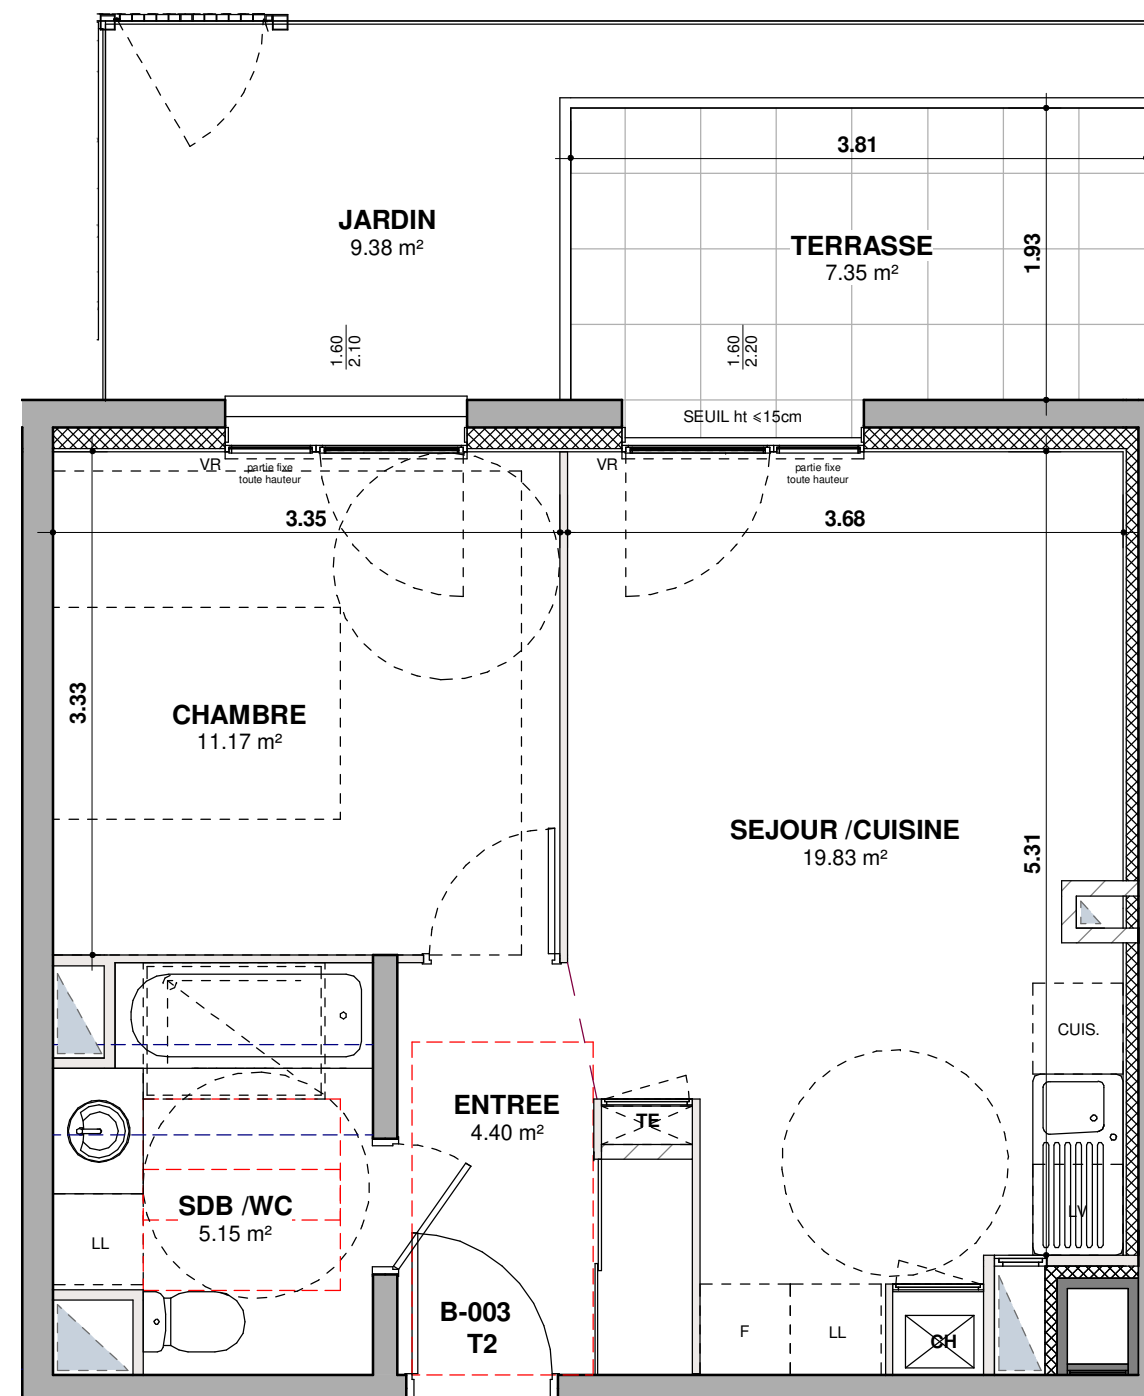 3.81
JARDIN
9.38 m²
TERRASSE
7.35 m²
1.93
1.60
2.10
1.60
2.20
SEUIL ht ≤15cm
VR
partie fixe
toute hauteur
VR
partie fixe
toute hauteur
3.35
3.68
3.33
CHAMBRE
11.17 m²
SEJOUR /CUISINE
19.83 m²
5.31
CUIS.
ENTREE
4.40 m²
TE
SDB /WC
5.15 m²
LV
LL
B-003
T2
F
LL
CH